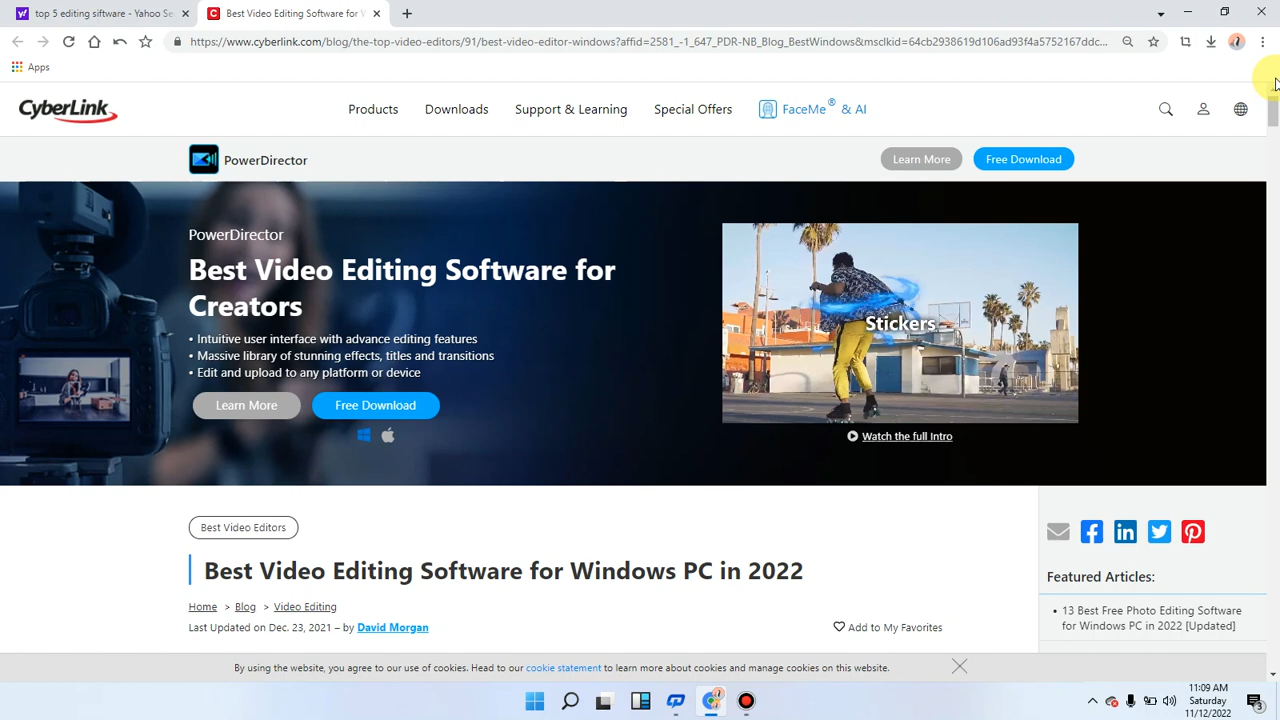 top 5 editing siftware - Yahoo Se
Best Video Editing Software for W
https://www.cyberlink.com/blog/the-top-video-editors/91/best-video-editor-windows?affid=2581_-1_647_PDR-NB_Blog_BestWindows&msclkid=64cb2938619d106ad93f4a5752167ddc...
Apps
CyberLink
Products
Downloads
Support & Learning
Special Offers
FaceMe® & AI
PowerDirector
Learn More
Free Download
PowerDirector
Best Video Editing Software for
Creators
• Intuitive user interface with advance editing features
• Massive library of stunning effects, titles and transitions
• Edit and upload to any platform or device
Learn More
Free Download
Stickers
Watch the full Intro
Best Video Editors
Best Video Editing Software for Windows PC in 2022
Home > Blog > Video Editing
Last Updated on Dec. 23, 2021 – by David Morgan
Add to My Favorites
Featured Articles:
• 13 Best Free Photo Editing Software
for Windows PC in 2022 [Updated]
By using the website, you agree to our use of cookies. Head to our cookie statement to learn more about cookies and manage cookies on this website.
11:09 AM
Saturday
11/12/2022
3